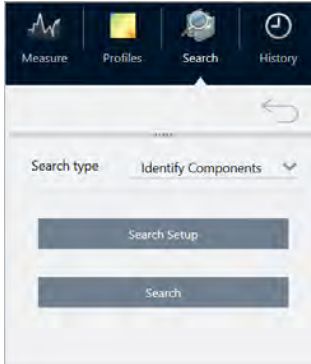 Measure Profiles Search History
Search type Identify Components
Search Setup
Search